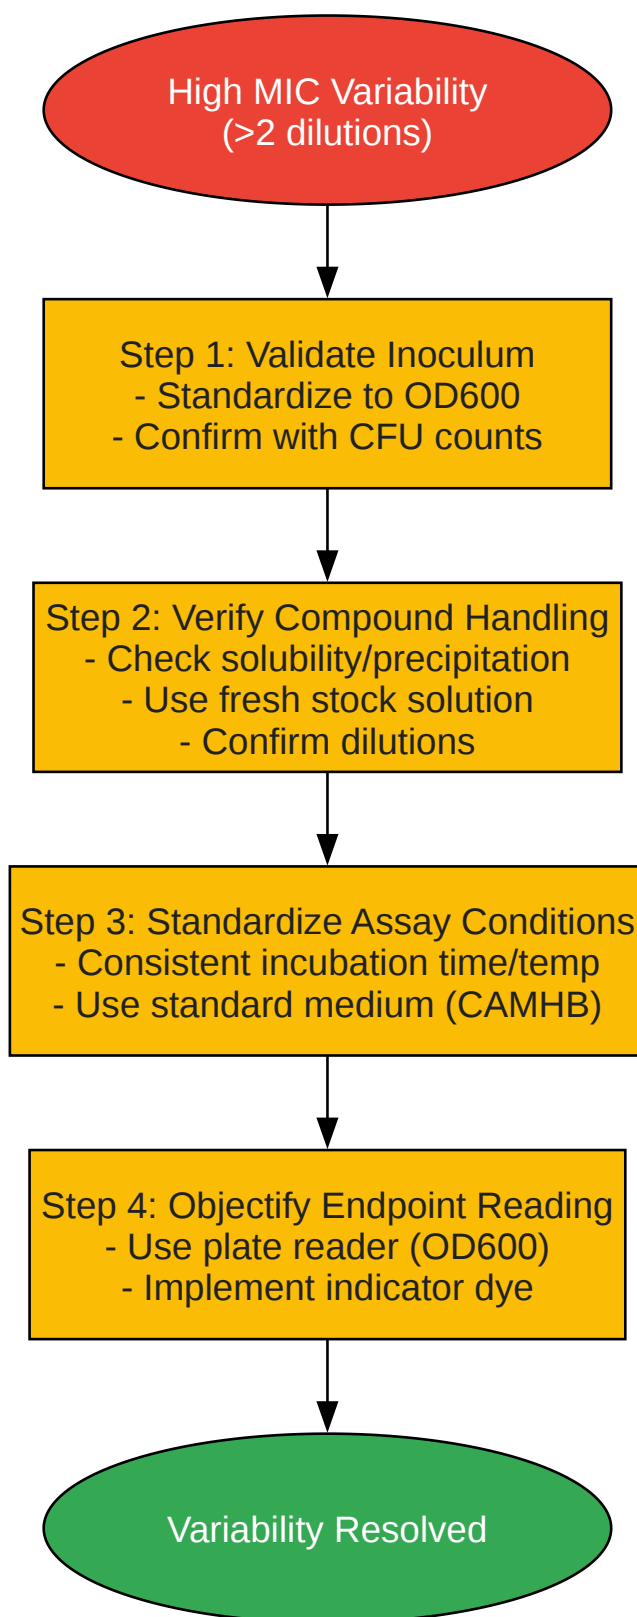 High MIC Variability
(>2 dilutions)
Step 1: Validate Inoculum
- Standardize to OD600
- Confirm with CFU counts
Step 2: Verify Compound Handling
- Check solubility/precipitation
- Use fresh stock solution
- Confirm dilutions
Step 3: Standardize Assay Conditions
- Consistent incubation time/temp
- Use standard medium (CAMHB)
Step 4: Objectify Endpoint Reading
- Use plate reader (OD600)
- Implement indicator dye
Variability Resolved